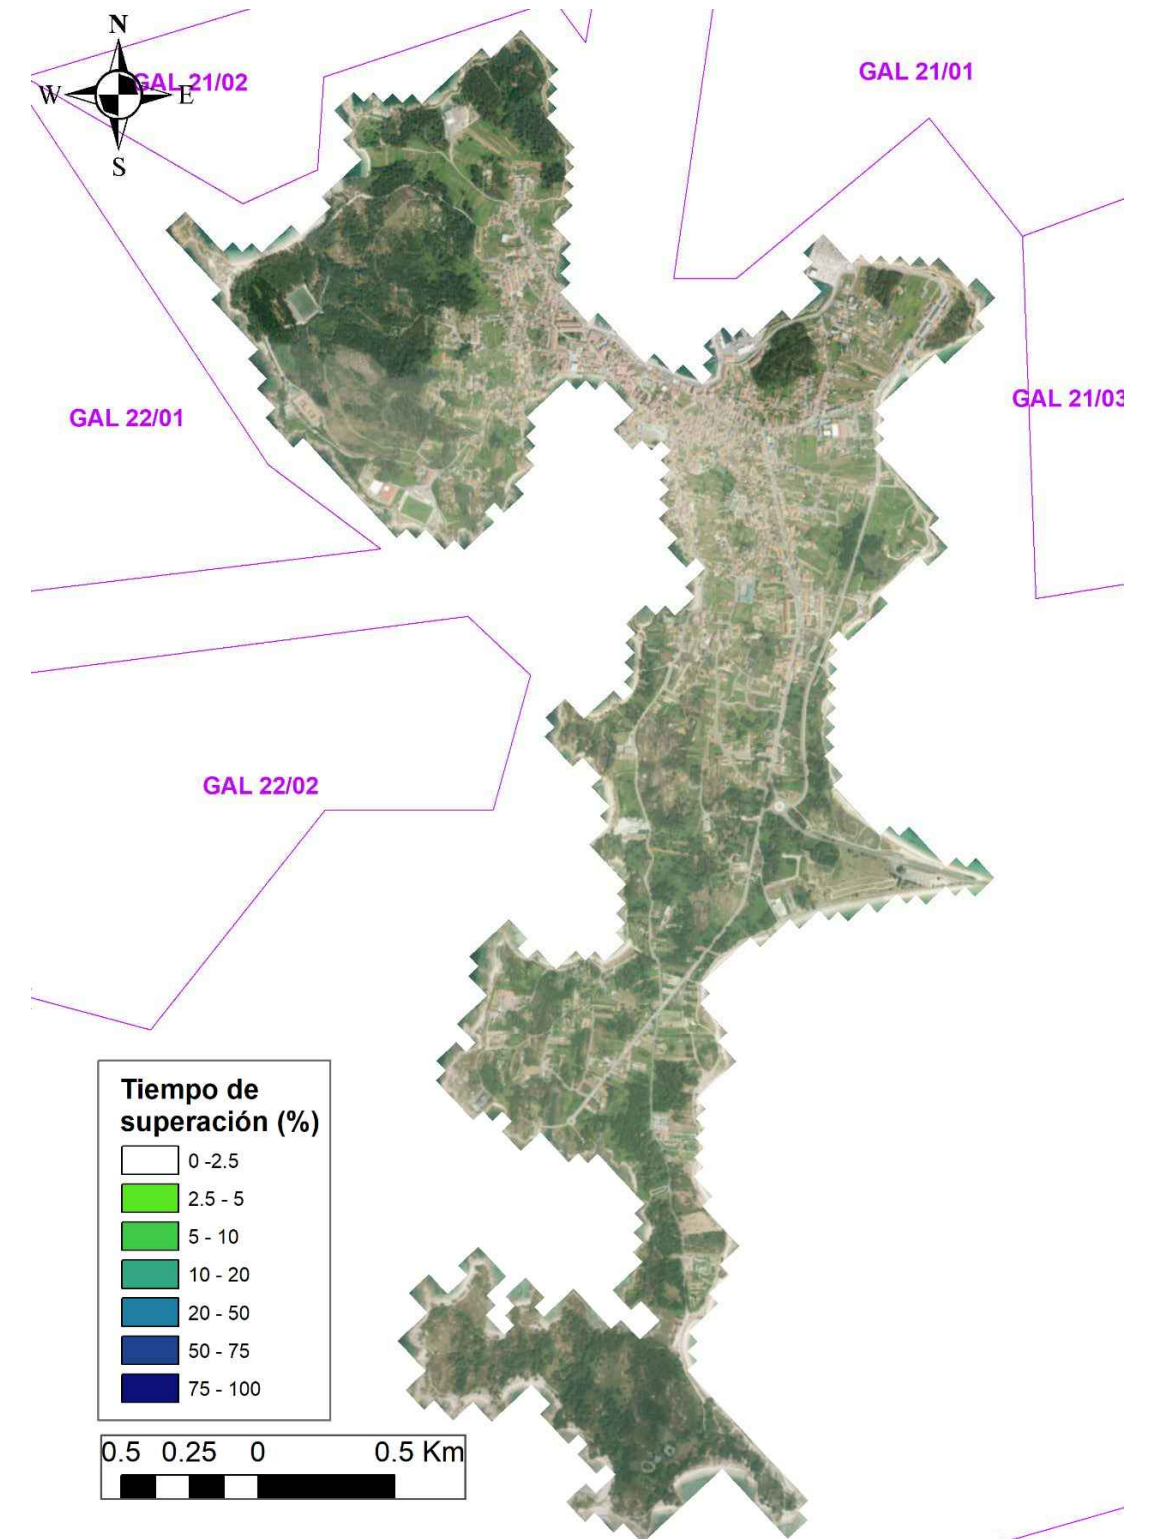 N
W
E
S
GAL 21/02
GAL 21/01
GAL 22/01
GAL 21/03
GAL 22/02
Tiempo de
superación (%)
0 -2.5
2.5 - 5
5 - 10
10 - 20
20 - 50
50 - 75
75 - 100
0.5 0.25 0 0.5 Km